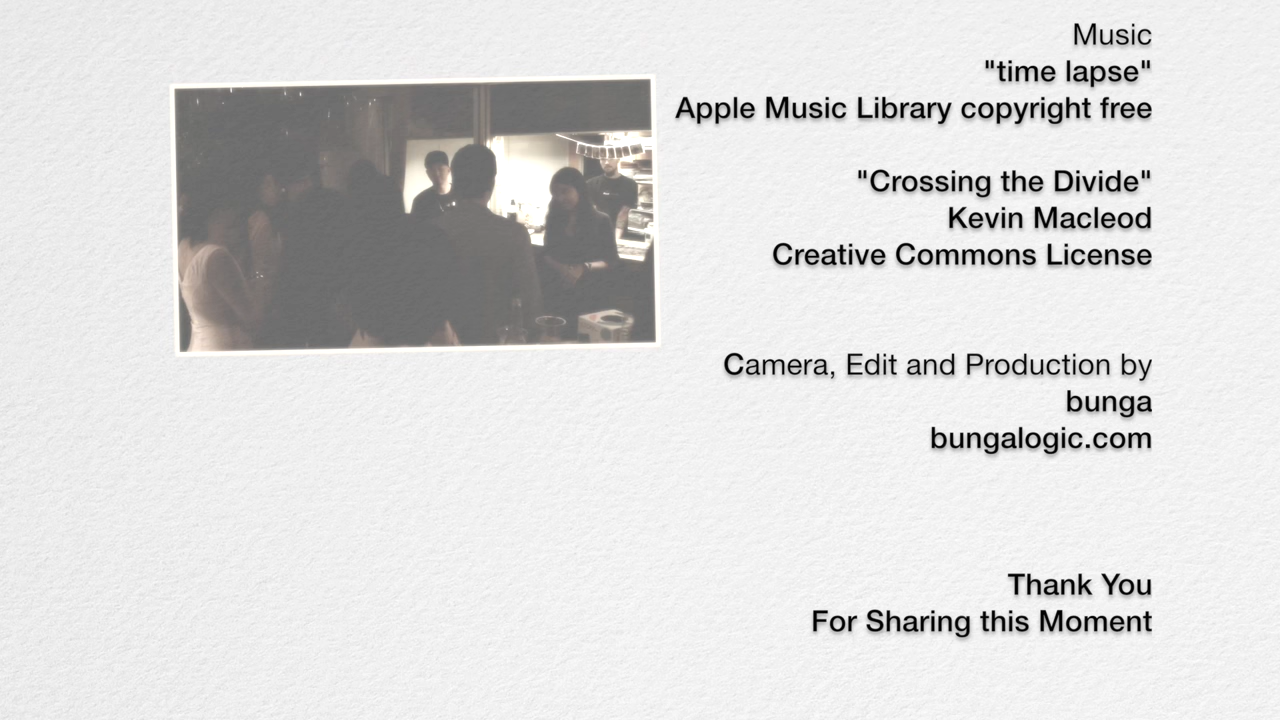 Music
"time lapse"
Apple Music Library copyright free
"Crossing the Divide"
Kevin Macleod
Creative Commons License
Camera, Edit and Production by
bunga
bungalogic.com
Thank You
For Sharing this Moment